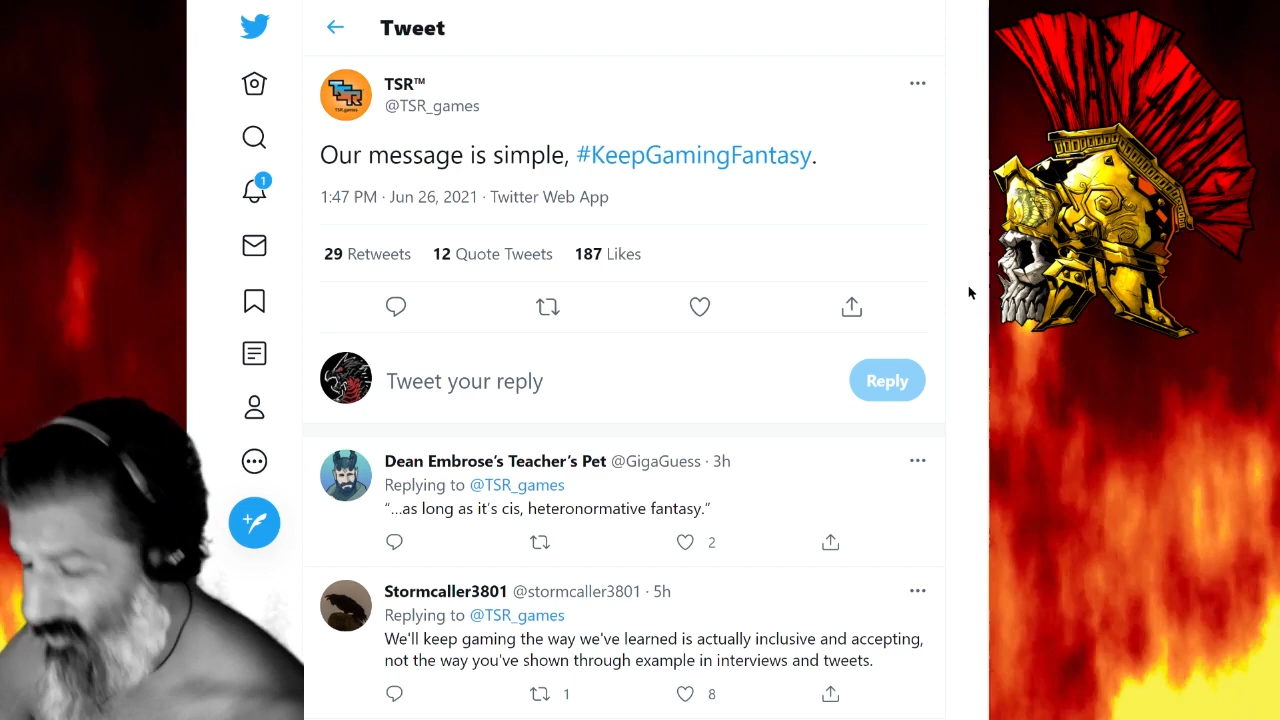 Tweet
TSR™
@TSR_games
Our message is simple, #KeepGamingFantasy.
1:47 PM · Jun 26, 2021 · Twitter Web App
29 Retweets 12 Quote Tweets 187 Likes
Tweet your reply
Reply
Dean Embrose's Teacher's Pet @GigaGuess · 3h
Replying to @TSR_games
“...as long as it's cis, heteronormative fantasy.”
2
Stormcaller3801 @stormcaller3801 · 5h
Replying to @TSR_games
We'll keep gaming the way we've learned is actually inclusive and accepting,
not the way you've shown through example in interviews and tweets.
1 8
1
TSR
TSR.games